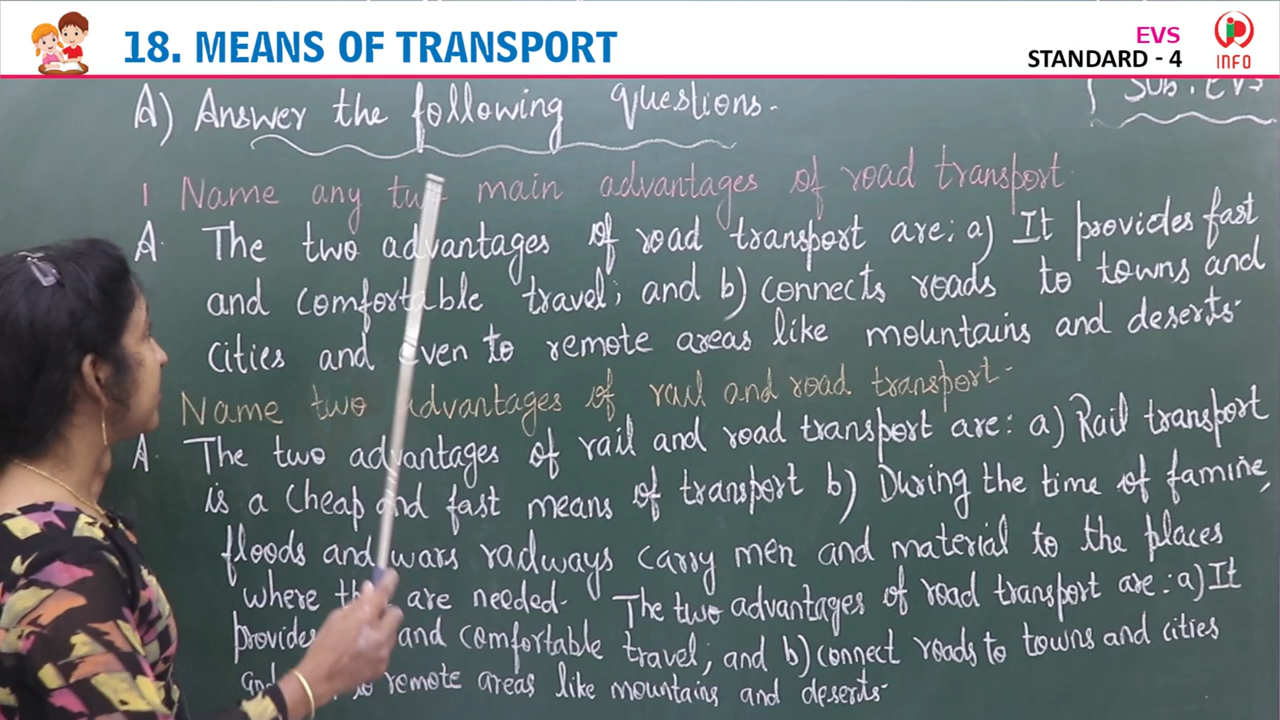 18. MEANS OF TRANSPORT
EVS
STANDARD - 4
INFO
Sub. EVS
A) Answer the following questions.
1 Name any two main advantages of road transport
A. The two advantages of road transport are: a) It provides fast
and comfortable travel; and b) connects roads to towns and
cities and even to remote areas like mountains and deserts.
Name two advantages of rail and road transport.
A The two advantages of rail and road transport are: a) Rail transport
is a cheap and fast means of transport b) During the time of famine,
floods and wars railways carry men and material to the places
where are needed. The two advantages of road transport are: a) It
provides and comfortable travel; and b) connect roads to towns and cities
and to remote areas like mountains and deserts.